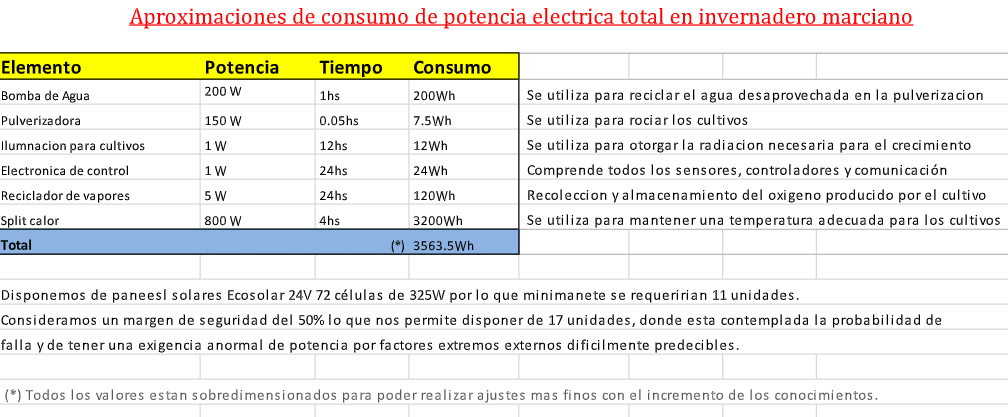 Aproximaciones de consumo de potencia electrica total en invernadero marciano
Elemento Potencia Tiempo Consumo
Bomba de Agua 200 W 1hs 200Wh Se utiliza para reciclar el agua desaprovechada en la pulverizacion
Pulverizadora 150 W 0.05hs 7.5Wh Se utiliza para rociar los cultivos
Ilumnacion para cultivos 1 W 12hs 12Wh Se utiliza para otorgar la radiacion necesaria para el crecimiento
Electronica de control 1 W 24hs 24Wh Comprende todos los sensores, controladores y comunicación
Reciclador de vapores 5 W 24hs 120Wh Recoleccion y almacenamiento del oxigeno producido por el cultivo
Split calor 800 W 4hs 3200Wh Se utiliza para mantener una temperatura adecuada para los cultivos
Total (*) 3563.5Wh
Disponemos de paneesl solares Ecosolar 24V 72 células de 325W por lo que minimanete se requeririan 11 unidades.
Consideramos un margen de seguridad del 50% lo que nos permite disponer de 17 unidades, donde esta contemplada la probabilidad de
falla y de tener una exigencia anormal de potencia por factores extremos externos dificilmente predecibles.
(*) Todos los valores estan sobredimensionados para poder realizar ajustes mas finos con el incremento de los conocimientos.